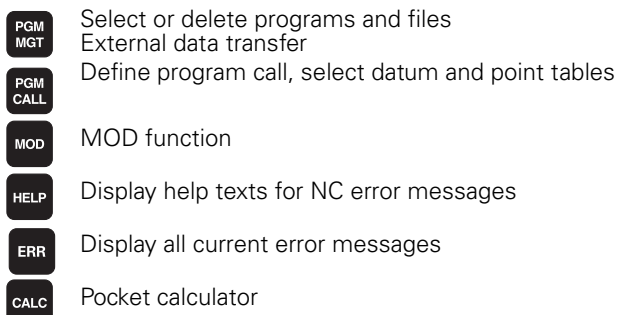 PGM
MGT
Select or delete programs and files
External data transfer
PGM
CALL
Define program call, select datum and point tables
MOD
MOD function
HELP
Display help texts for NC error messages
ERR
Display all current error messages
CALC
Pocket calculator